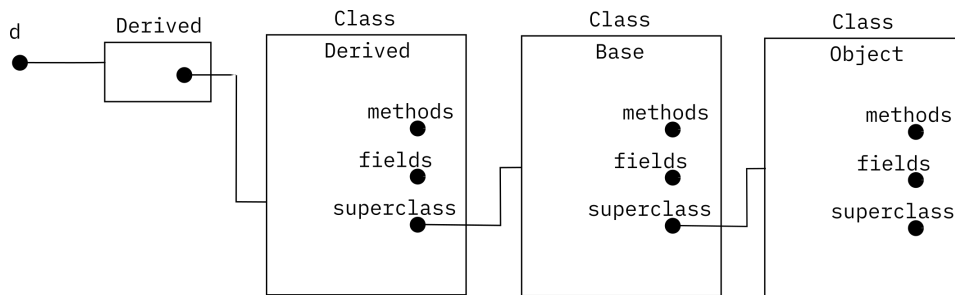 d
Derived
Class
Derived
methods
fields
superclass
Class
Base
methods
fields
superclass
Class
Object
methods
fields
superclass